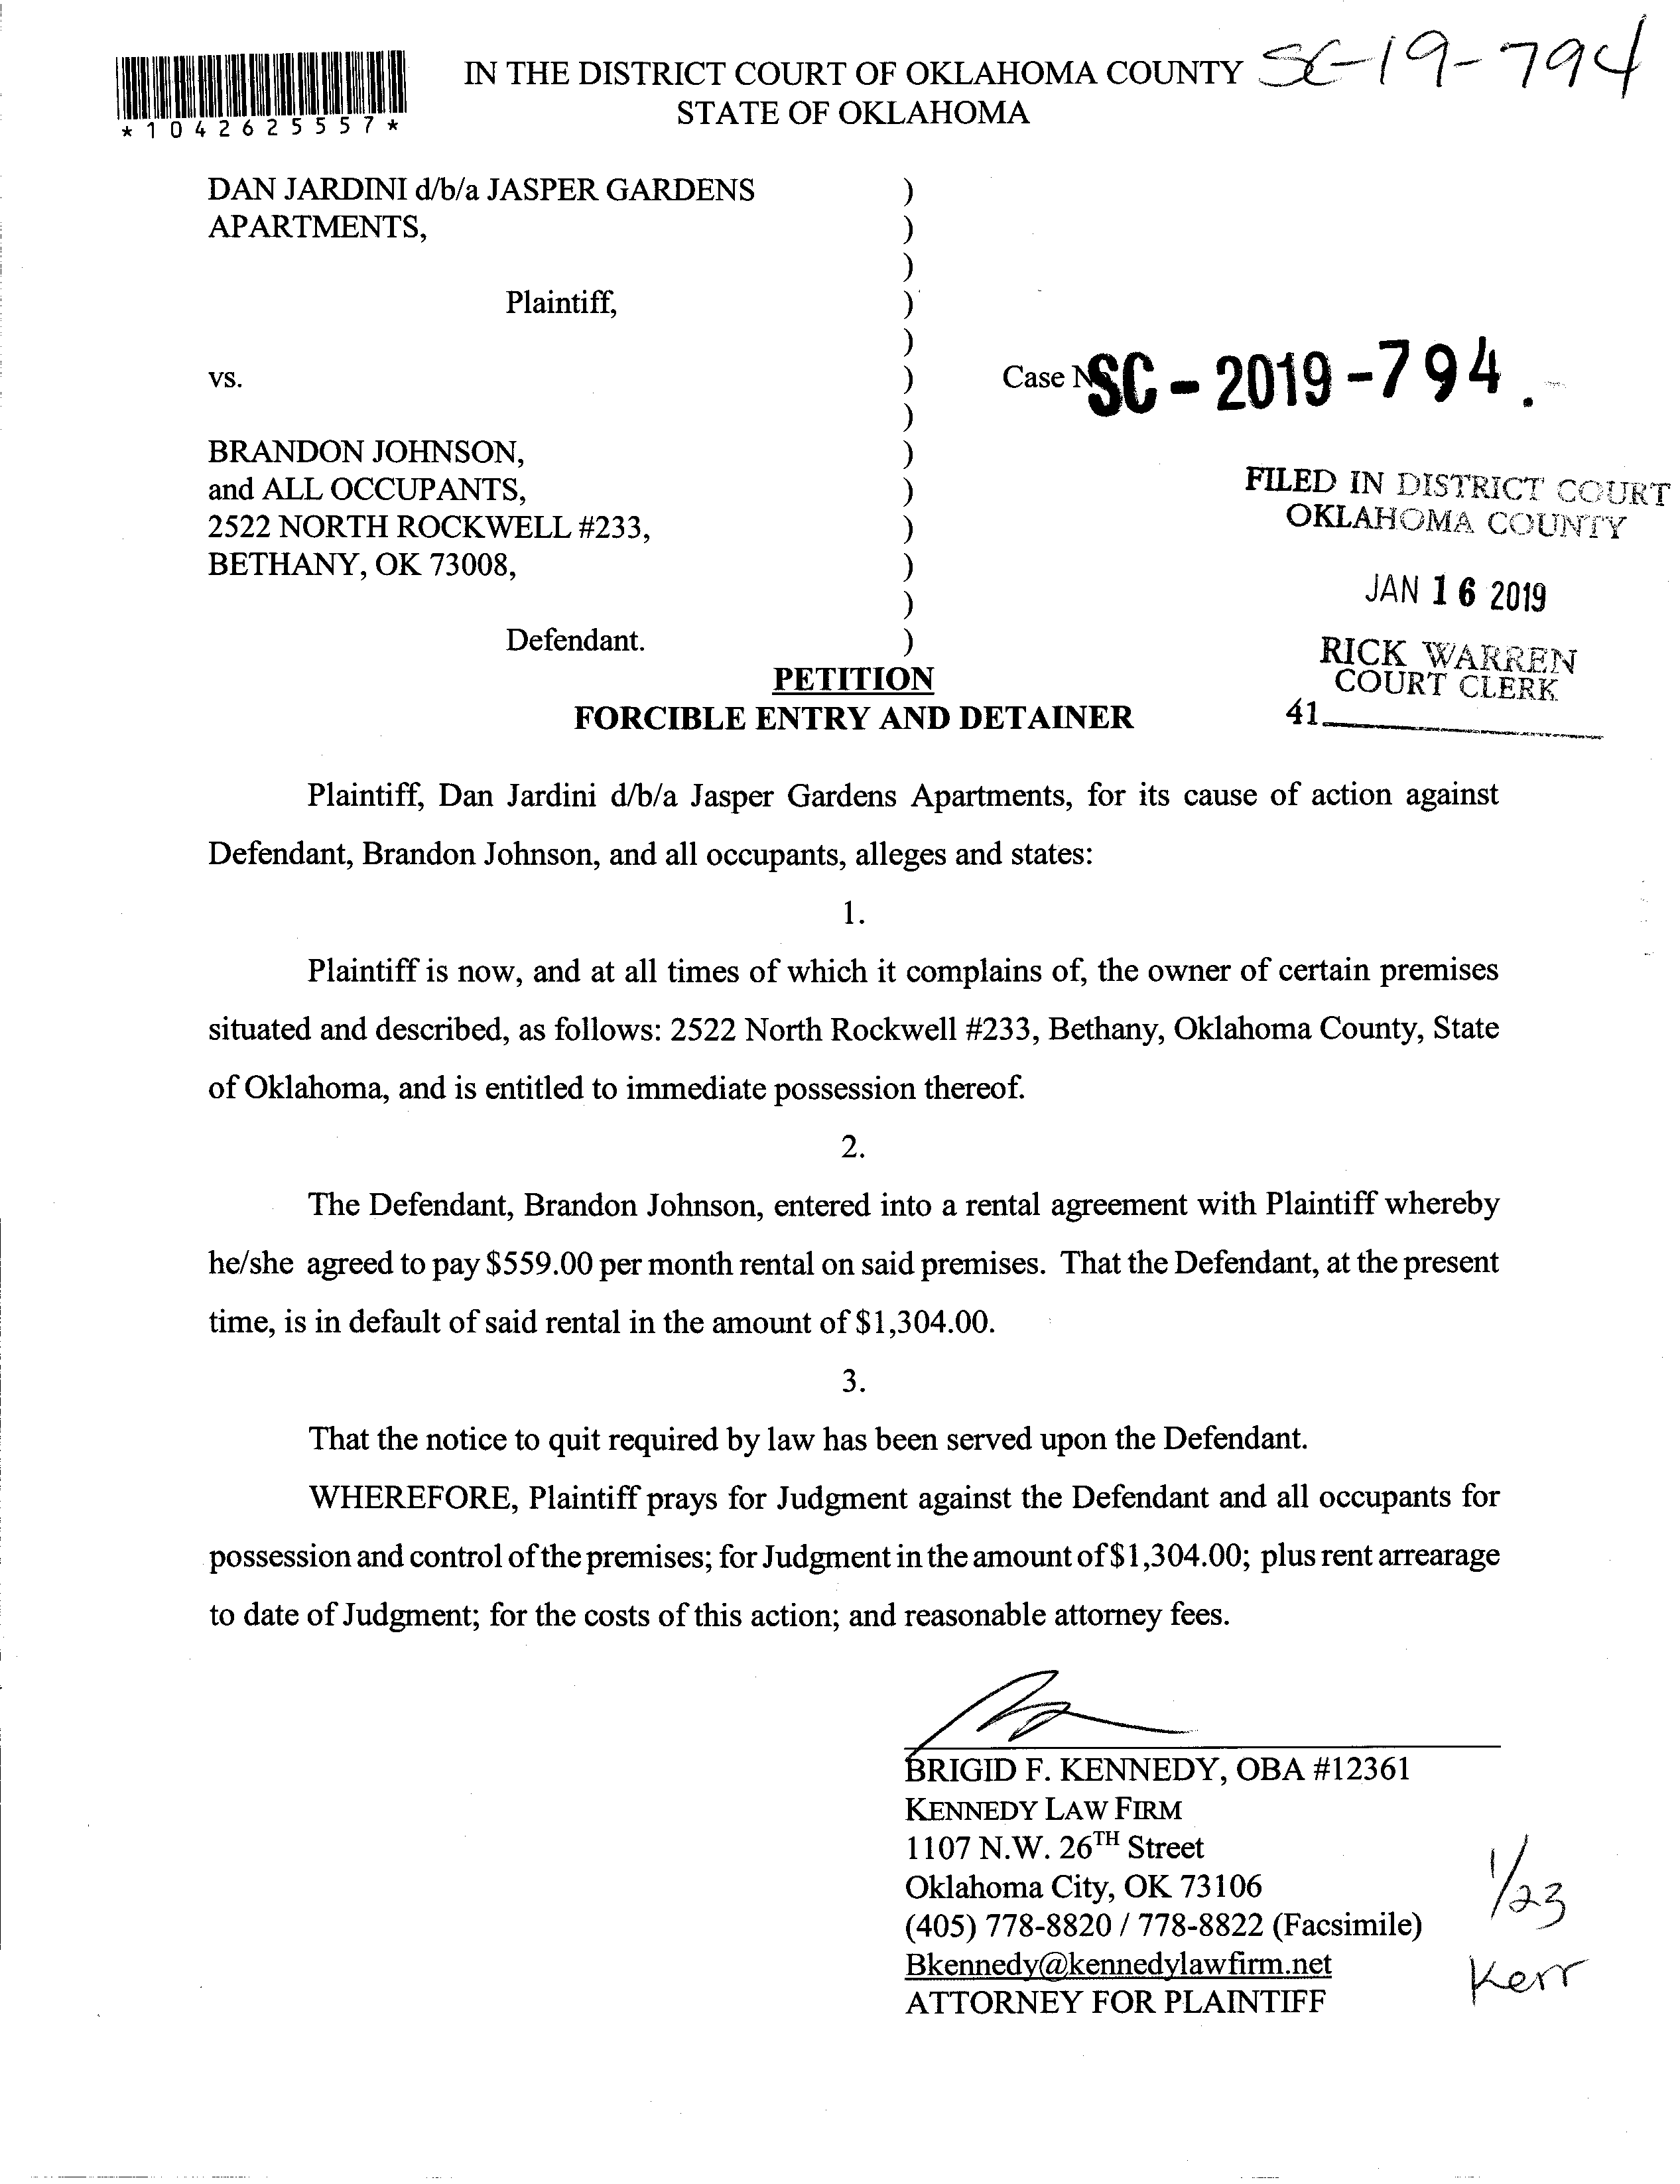 IN THE DISTRICT COURT OF OKLAHOMA COUNTY SC-19-794
STATE OF OKLAHOMA
*1042625557*
DAN JARDINI d/b/a JASPER GARDENS )
APARTMENTS, )
)
Plaintiff, )
)
vs. ) Case SC-2019-794.
)
BRANDON JOHNSON, )
and ALL OCCUPANTS, )
2522 NORTH ROCKWELL #233, )
BETHANY, OK 73008, )
)
Defendant. )
FILED IN DISTRICT COURT
OKLAHOMA COUNTY
JAN 16 2019
RICK WARREN
COURT CLERK
41
PETITION
FORCIBLE ENTRY AND DETAINER
Plaintiff, Dan Jardini d/b/a Jasper Gardens Apartments, for its cause of action against
Defendant, Brandon Johnson, and all occupants, alleges and states:
1.
Plaintiff is now, and at all times of which it complains of, the owner of certain premises
situated and described, as follows: 2522 North Rockwell #233, Bethany, Oklahoma County, State
of Oklahoma, and is entitled to immediate possession thereof.
2.
The Defendant, Brandon Johnson, entered into a rental agreement with Plaintiff whereby
he/she agreed to pay $559.00 per month rental on said premises. That the Defendant, at the present
time, is in default of said rental in the amount of $1,304.00.
3.
That the notice to quit required by law has been served upon the Defendant.
WHEREFORE, Plaintiff prays for Judgment against the Defendant and all occupants for
possession and control of the premises; for Judgment in the amount of $1,304.00; plus rent arrearage
to date of Judgment; for the costs of this action; and reasonable attorney fees.
BRIGID F. KENNEDY, OBA #12361
KENNEDY LAW FIRM
1107 N.W. 26TH Street
Oklahoma City, OK 73106
(405) 778-8820 / 778-8822 (Facsimile)
Bkennedy@kennedylawfirm.net
ATTORNEY FOR PLAINTIFF
1/23
Kerr